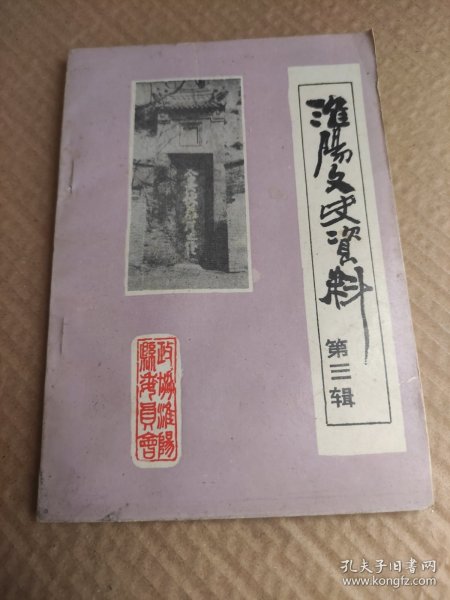 淮陽文史資料
第三辑
政协淮陽
縣委員會
孔夫子旧书网
www.kongfz.com